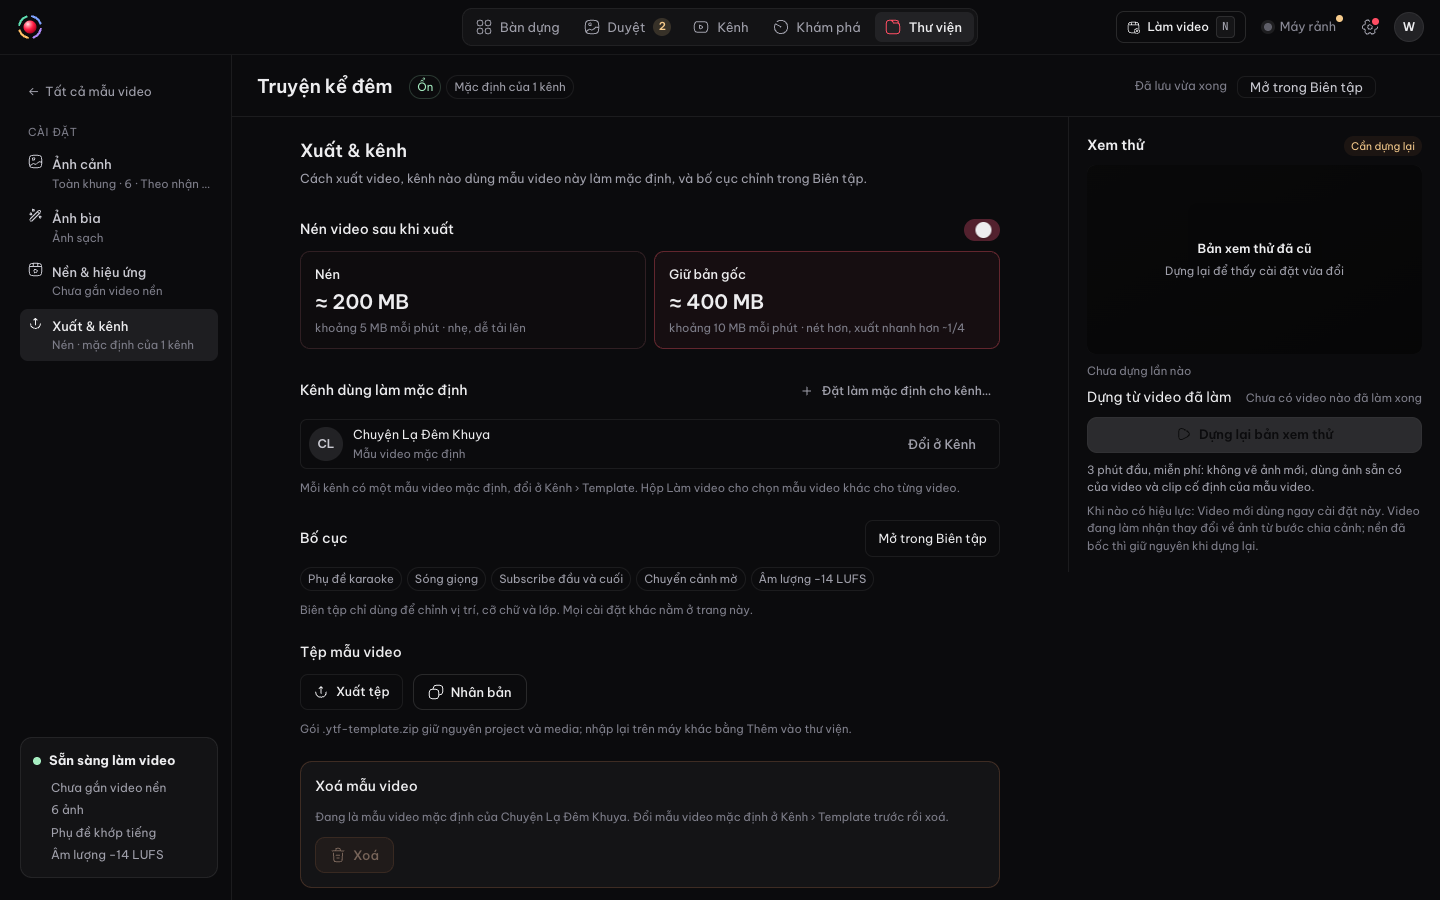 Bàn dựng
Duyệt 2
Kênh
Khám phá
Thư viện
Làm video N
Máy rảnh
W
← Tất cả mẫu video
CÀI ĐẶT
Ảnh cảnh
Toàn khung · 6 · Theo nhận ...
Ảnh bìa
Ảnh sạch
Nền & hiệu ứng
Chưa gắn video nền
Xuất & kênh
Nén · mặc định của 1 kênh
Sẵn sàng làm video
Chưa gắn video nền
6 ảnh
Phụ đề khớp tiếng
Âm lượng -14 LUFS
Truyện kể đêm
Ổn
Mặc định của 1 kênh
Đã lưu vừa xong
Mở trong Biên tập
Xuất & kênh
Cách xuất video, kênh nào dùng mẫu video này làm mặc định, và bố cục chỉnh trong Biên tập.
Nén video sau khi xuất
Nén
≈ 200 MB
khoảng 5 MB mỗi phút · nhẹ, dễ tải lên
Giữ bản gốc
≈ 400 MB
khoảng 10 MB mỗi phút · nét hơn, xuất nhanh hơn ~1/4
Kênh dùng làm mặc định
+ Đặt làm mặc định cho kênh...
CL
Chuyện Lạ Đêm Khuya
Mẫu video mặc định
Đổi ở Kênh
Mỗi kênh có một mẫu video mặc định, đổi ở Kênh › Template. Hộp Làm video cho chọn mẫu video khác cho từng video.
Bố cục
Mở trong Biên tập
Phụ đề karaoke
Sóng giọng
Subscribe đầu và cuối
Chuyển cảnh mờ
Âm lượng -14 LUFS
Biên tập chỉ dùng để chỉnh vị trí, cỡ chữ và lớp. Mọi cài đặt khác nằm ở trang này.
Tệp mẫu video
Xuất tệp
Nhân bản
Gói .ytf-template.zip giữ nguyên project và media; nhập lại trên máy khác bằng Thêm vào thư viện.
Xoá mẫu video
Đang là mẫu video mặc định của Chuyện Lạ Đêm Khuya. Đổi mẫu video mặc định ở Kênh › Template trước rồi xoá.
Xoá
Xem thử
Cần dựng lại
Bản xem thử đã cũ
Dựng lại để thấy cài đặt vừa đổi
Chưa dựng lần nào
Dựng từ video đã làm
Chưa có video nào đã làm xong
Dựng lại bản xem thử
3 phút đầu, miễn phí: không vẽ ảnh mới, dùng ảnh sẵn có
của video và clip cố định của mẫu video.
Khi nào có hiệu lực: Video mới dùng ngay cài đặt này. Video
đang làm nhận thay đổi về ảnh từ bước chia cảnh; nền đã
bốc thì giữ nguyên khi dựng lại.